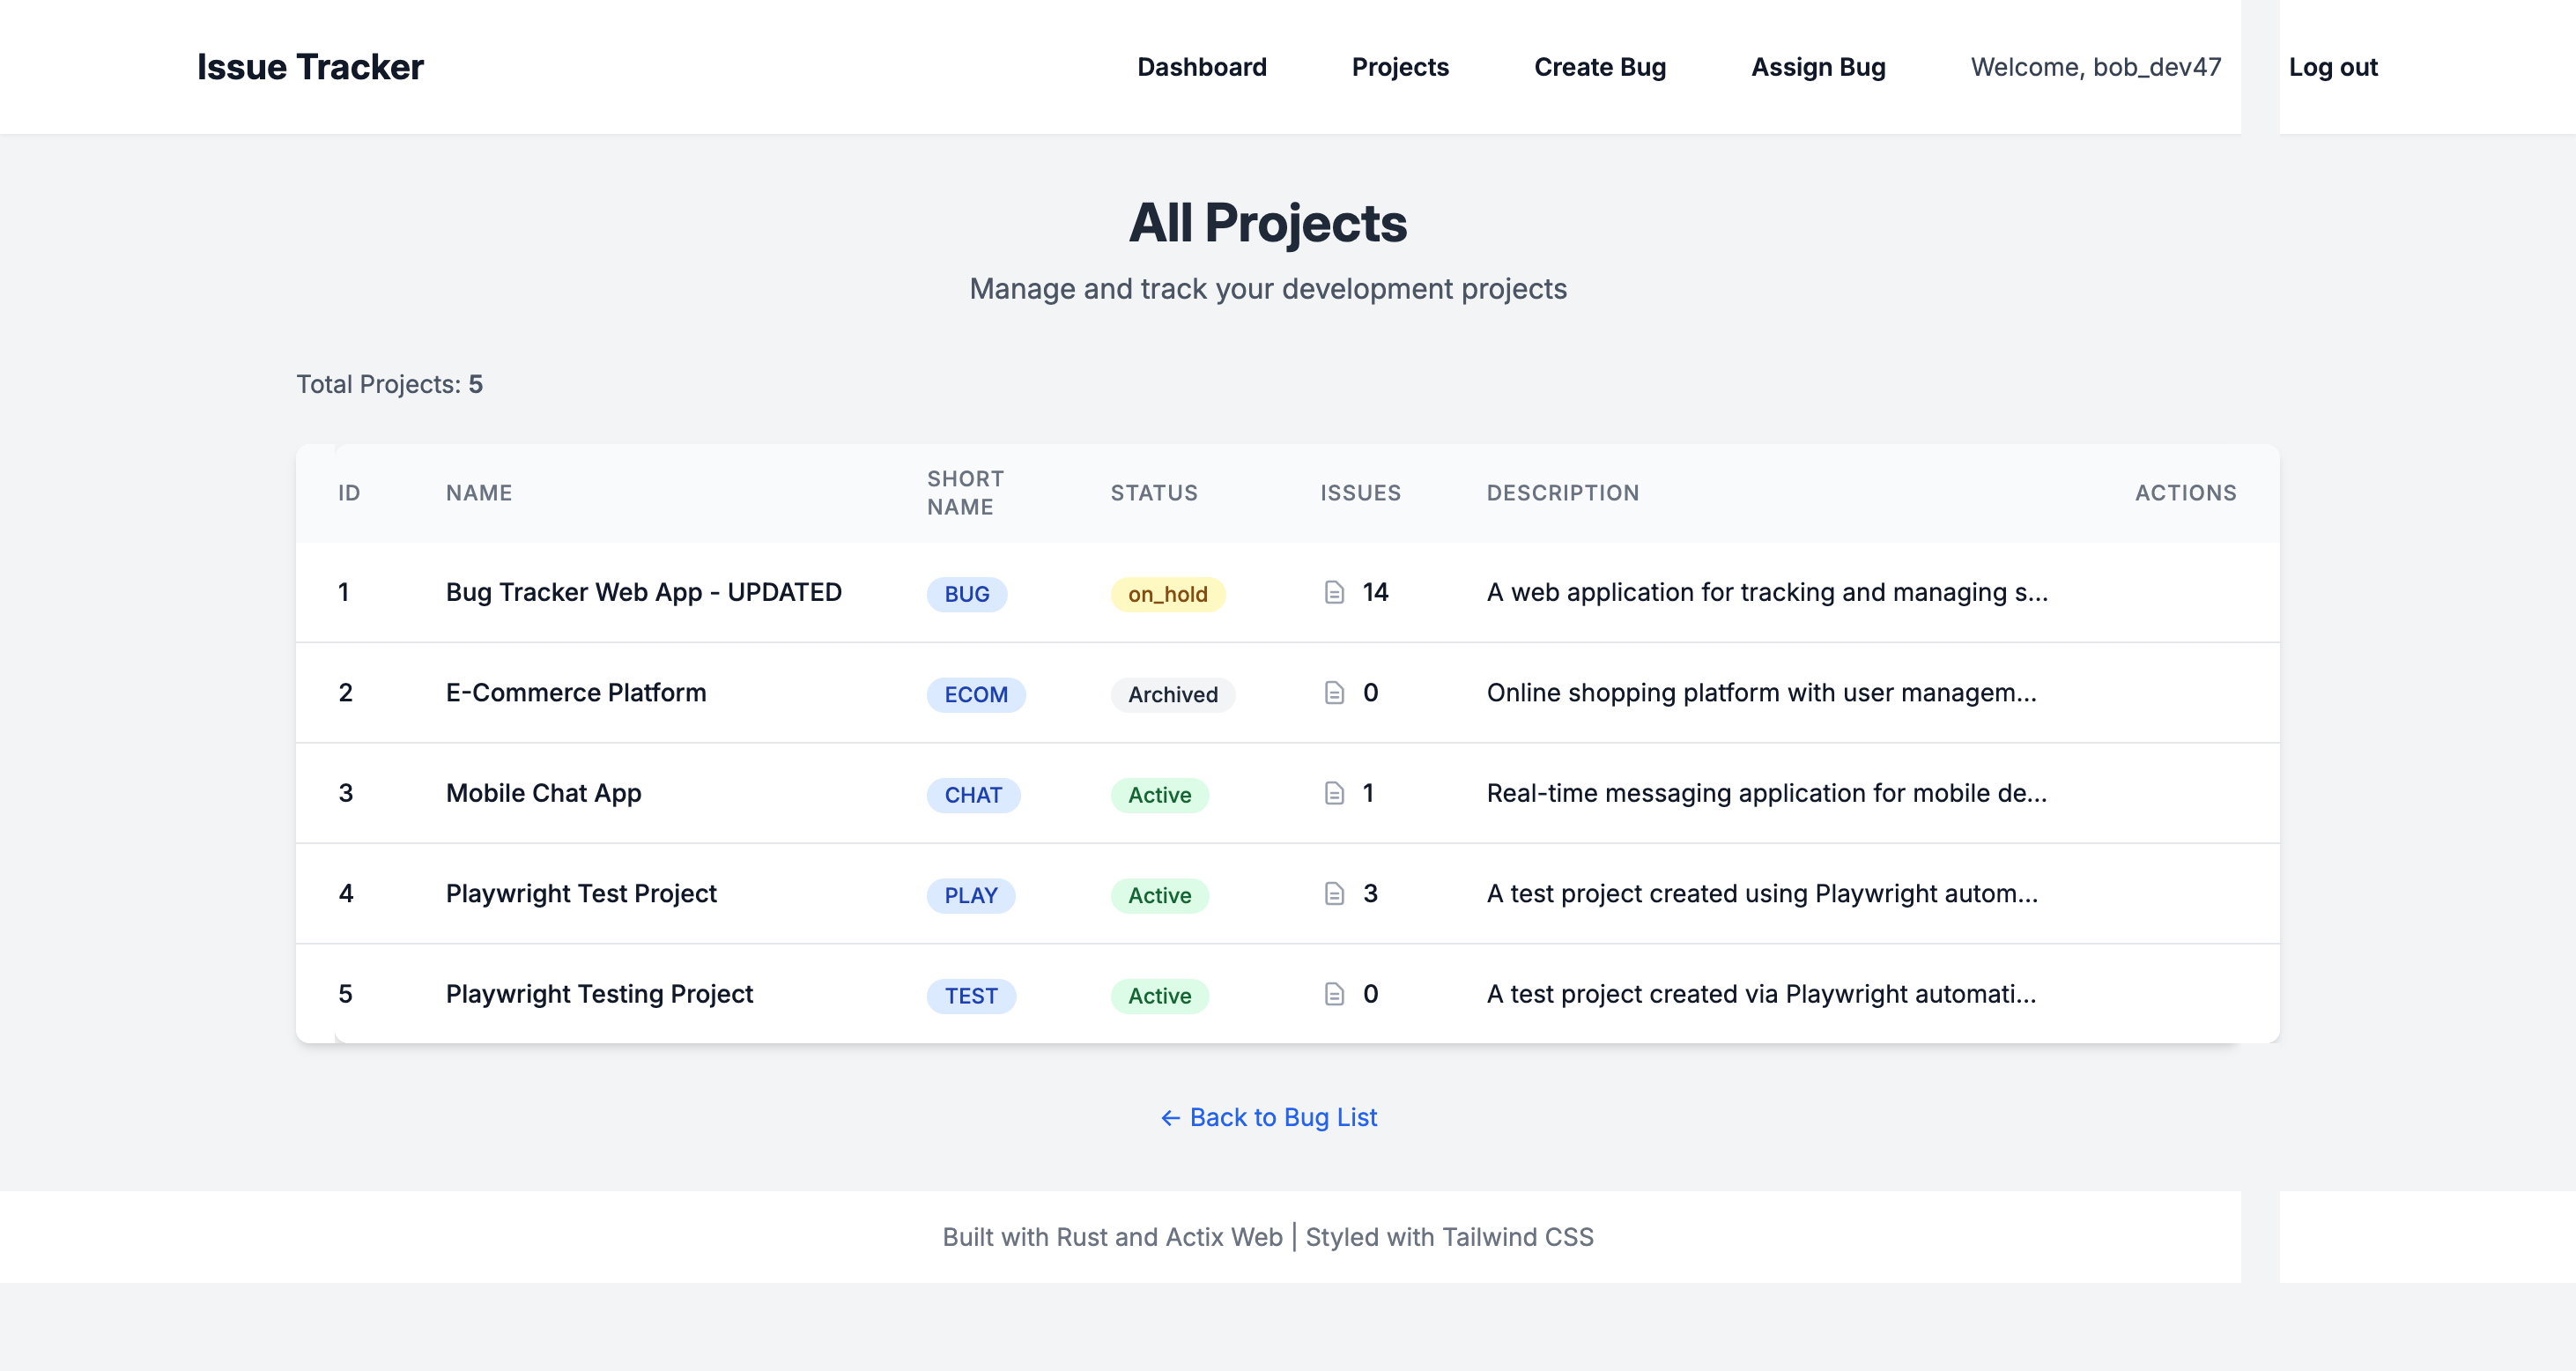 Issue Tracker
Dashboard
Projects
Create Bug
Assign Bug
Welcome, bob_dev47
Log out
All Projects
Manage and track your development projects
Total Projects: 5
ID NAME SHORT NAME STATUS ISSUES DESCRIPTION ACTIONS
1 Bug Tracker Web App - UPDATED BUG on_hold 14 A web application for tracking and managing s...
2 E-Commerce Platform ECOM Archived 0 Online shopping platform with user managem...
3 Mobile Chat App CHAT Active 1 Real-time messaging application for mobile de...
4 Playwright Test Project PLAY Active 3 A test project created using Playwright autom...
5 Playwright Testing Project TEST Active 0 A test project created via Playwright automati...
← Back to Bug List
Built with Rust and Actix Web | Styled with Tailwind CSS